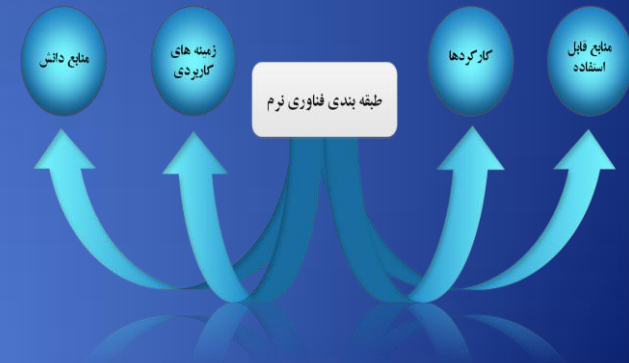 منابع قابل
استفاده
کارکردها
طبقه بندی فناوری نرم
زمینه های
کاربردی
منابع دانش